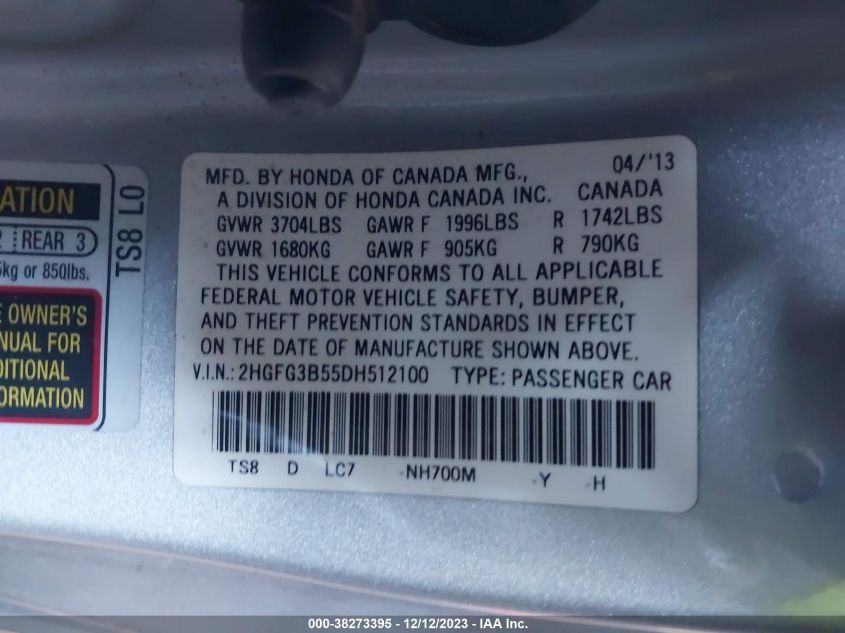 ATION
2 REAR 3
5kg or 850lbs.
E OWNER'S
NUAL FOR
DITIONAL
FORMATION
TS8 L0
MFD. BY HONDA OF CANADA MFG., 04/'13
A DIVISION OF HONDA CANADA INC. CANADA
GVWR 3704LBS GAWR F 1996LBS R 1742LBS
GVWR 1680KG GAWR F 905KG R 790KG
THIS VEHICLE CONFORMS TO ALL APPLICABLE
FEDERAL MOTOR VEHICLE SAFETY, BUMPER,
AND THEFT PREVENTION STANDARDS IN EFFECT
ON THE DATE OF MANUFACTURE SHOWN ABOVE.
V.I.N.: 2HGFG3B55DH512100 TYPE: PASSENGER CAR
TS8 D LC7 -NH700M -Y -H
000-38273395 - 12/12/2023 - IAA Inc.